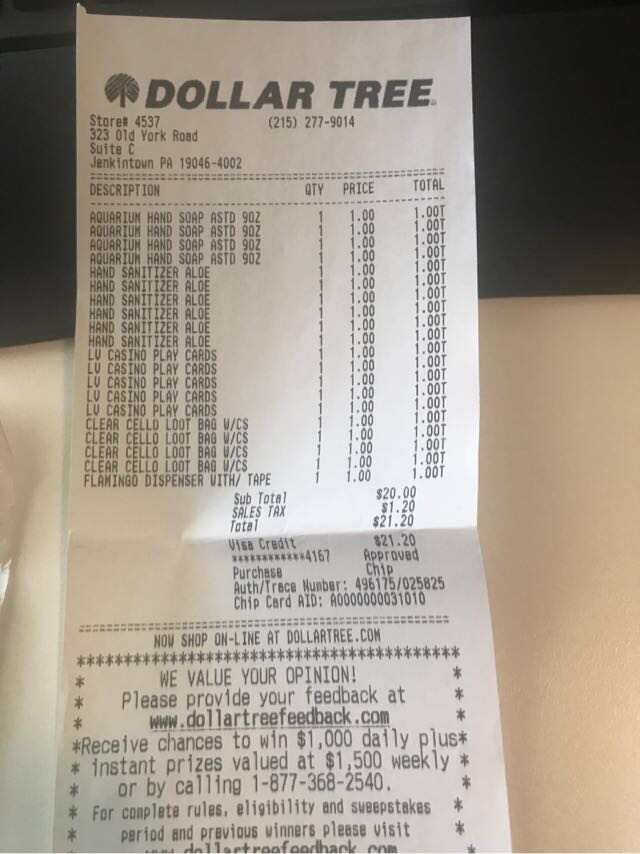 DOLLAR TREE.
Store# 4537 (215) 277-9014
323 Old York Road
Suite C
Jenkintown PA 19046-4002
DESCRIPTION QTY PRICE TOTAL
AQUARIUM HAND SOAP ASTD 9OZ 1 1.00 1.00T
AQUARIUM HAND SOAP ASTD 9OZ 1 1.00 1.00T
AQUARIUM HAND SOAP ASTD 9OZ 1 1.00 1.00T
AQUARIUM HAND SOAP ASTD 9OZ 1 1.00 1.00T
HAND SANITIZER ALOE 1 1.00 1.00T
HAND SANITIZER ALOE 1 1.00 1.00T
HAND SANITIZER ALOE 1 1.00 1.00T
HAND SANITIZER ALOE 1 1.00 1.00T
HAND SANITIZER ALOE 1 1.00 1.00T
HAND SANITIZER ALOE 1 1.00 1.00T
LV CASINO PLAY CARDS 1 1.00 1.00T
LV CASINO PLAY CARDS 1 1.00 1.00T
LV CASINO PLAY CARDS 1 1.00 1.00T
LV CASINO PLAY CARDS 1 1.00 1.00T
LV CASINO PLAY CARDS 1 1.00 1.00T
CLEAR CELLO LOOT BAG W/CS 1 1.00 1.00T
CLEAR CELLO LOOT BAG W/CS 1 1.00 1.00T
CLEAR CELLO LOOT BAG W/CS 1 1.00 1.00T
CLEAR CELLO LOOT BAG W/CS 1 1.00 1.00T
FLAMINGO DISPENSER WITH/ TAPE 1 1.00 1.00T
Sub Total $20.00
SALES TAX $1.20
Total $21.20
Visa Credit $21.20
************4167 Approved
Purchase Chip
Auth/Trace Number: 496175/025825
Chip Card AID: A0000000031010
NOW SHOP ON-LINE AT DOLLARTREE.COM
*****************************************
* WE VALUE YOUR OPINION! *
* Please provide your feedback at *
* www.dollartreefeedback.com *
*Receive chances to win $1,000 daily plus*
* instant prizes valued at $1,500 weekly *
* or by calling 1-877-368-2540. *
* For complete rules, eligibility and sweepstakes *
* period and previous winners please visit *
* www.dollartreefeedback.com *